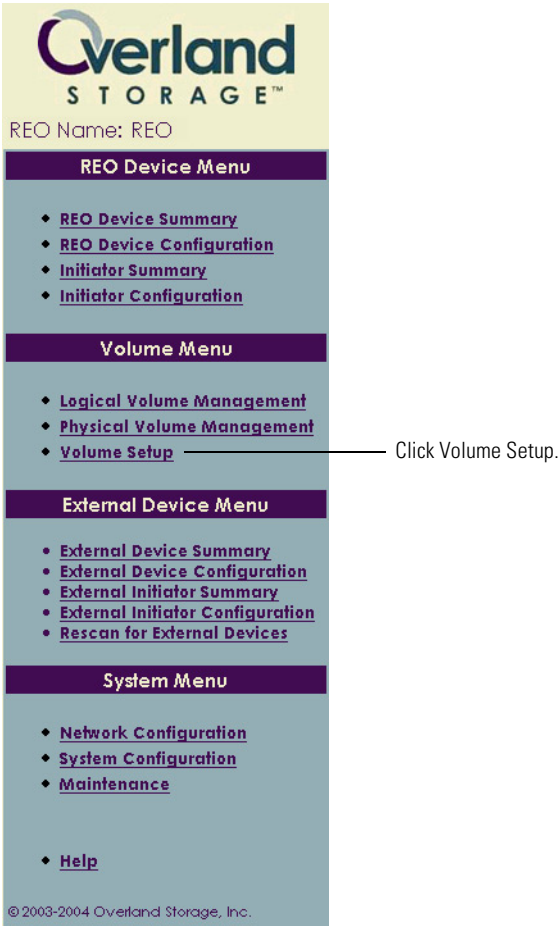 Overland
STORAGE™
REO Name: REO
REO Device Menu
REO Device Summary
REO Device Configuration
Initiator Summary
Initiator Configuration
Volume Menu
Logical Volume Management
Physical Volume Management
Volume Setup
Click Volume Setup.
External Device Menu
External Device Summary
External Device Configuration
External Initiator Summary
External Initiator Configuration
Rescan for External Devices
System Menu
Network Configuration
System Configuration
Maintenance
Help
© 2003-2004 Overland Storage, Inc.